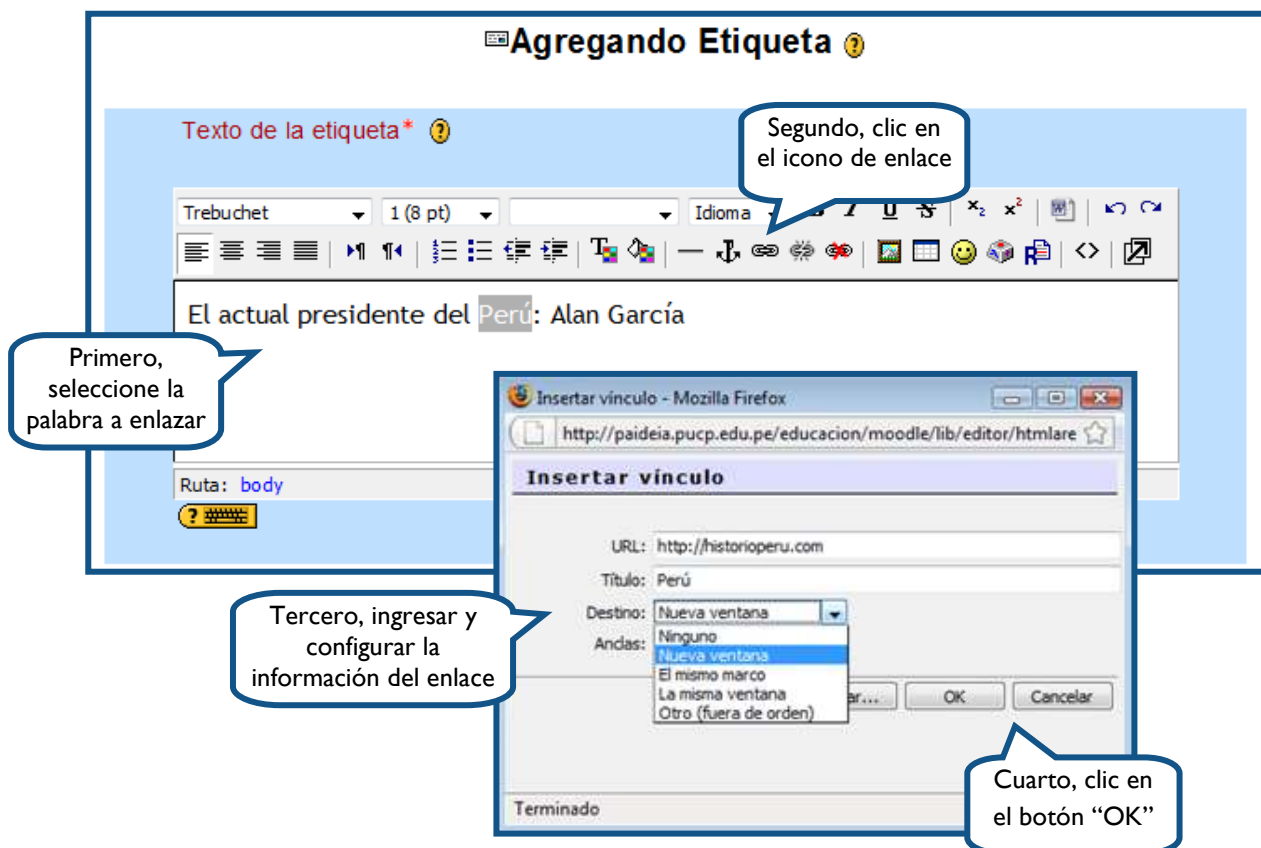 Agregando Etiqueta
Texto de la etiqueta*
Segundo, clic en
el icono de enlace
Trebuchet 1 (8 pt) Idioma
Primero,
seleccione la
palabra a enlazar
El actual presidente del Perú: Alan García
Ruta: body
Insertar vínculo - Mozilla Firefox
http://paideia.pucp.edu.pe/educacion/moodle/lib/editor/htmlare
Insertar vínculo
URL: http://historioperu.com
Título: Perú
Destino: Nueva ventana
Anclas:
Ninguno
Nueva ventana
El mismo marco
La misma ventana
Otro (fuera de orden)
ar... OK Cancelar
Tercero, ingresar y
configurar la
información del enlace
Cuarto, clic en
el botón “OK”
Terminado